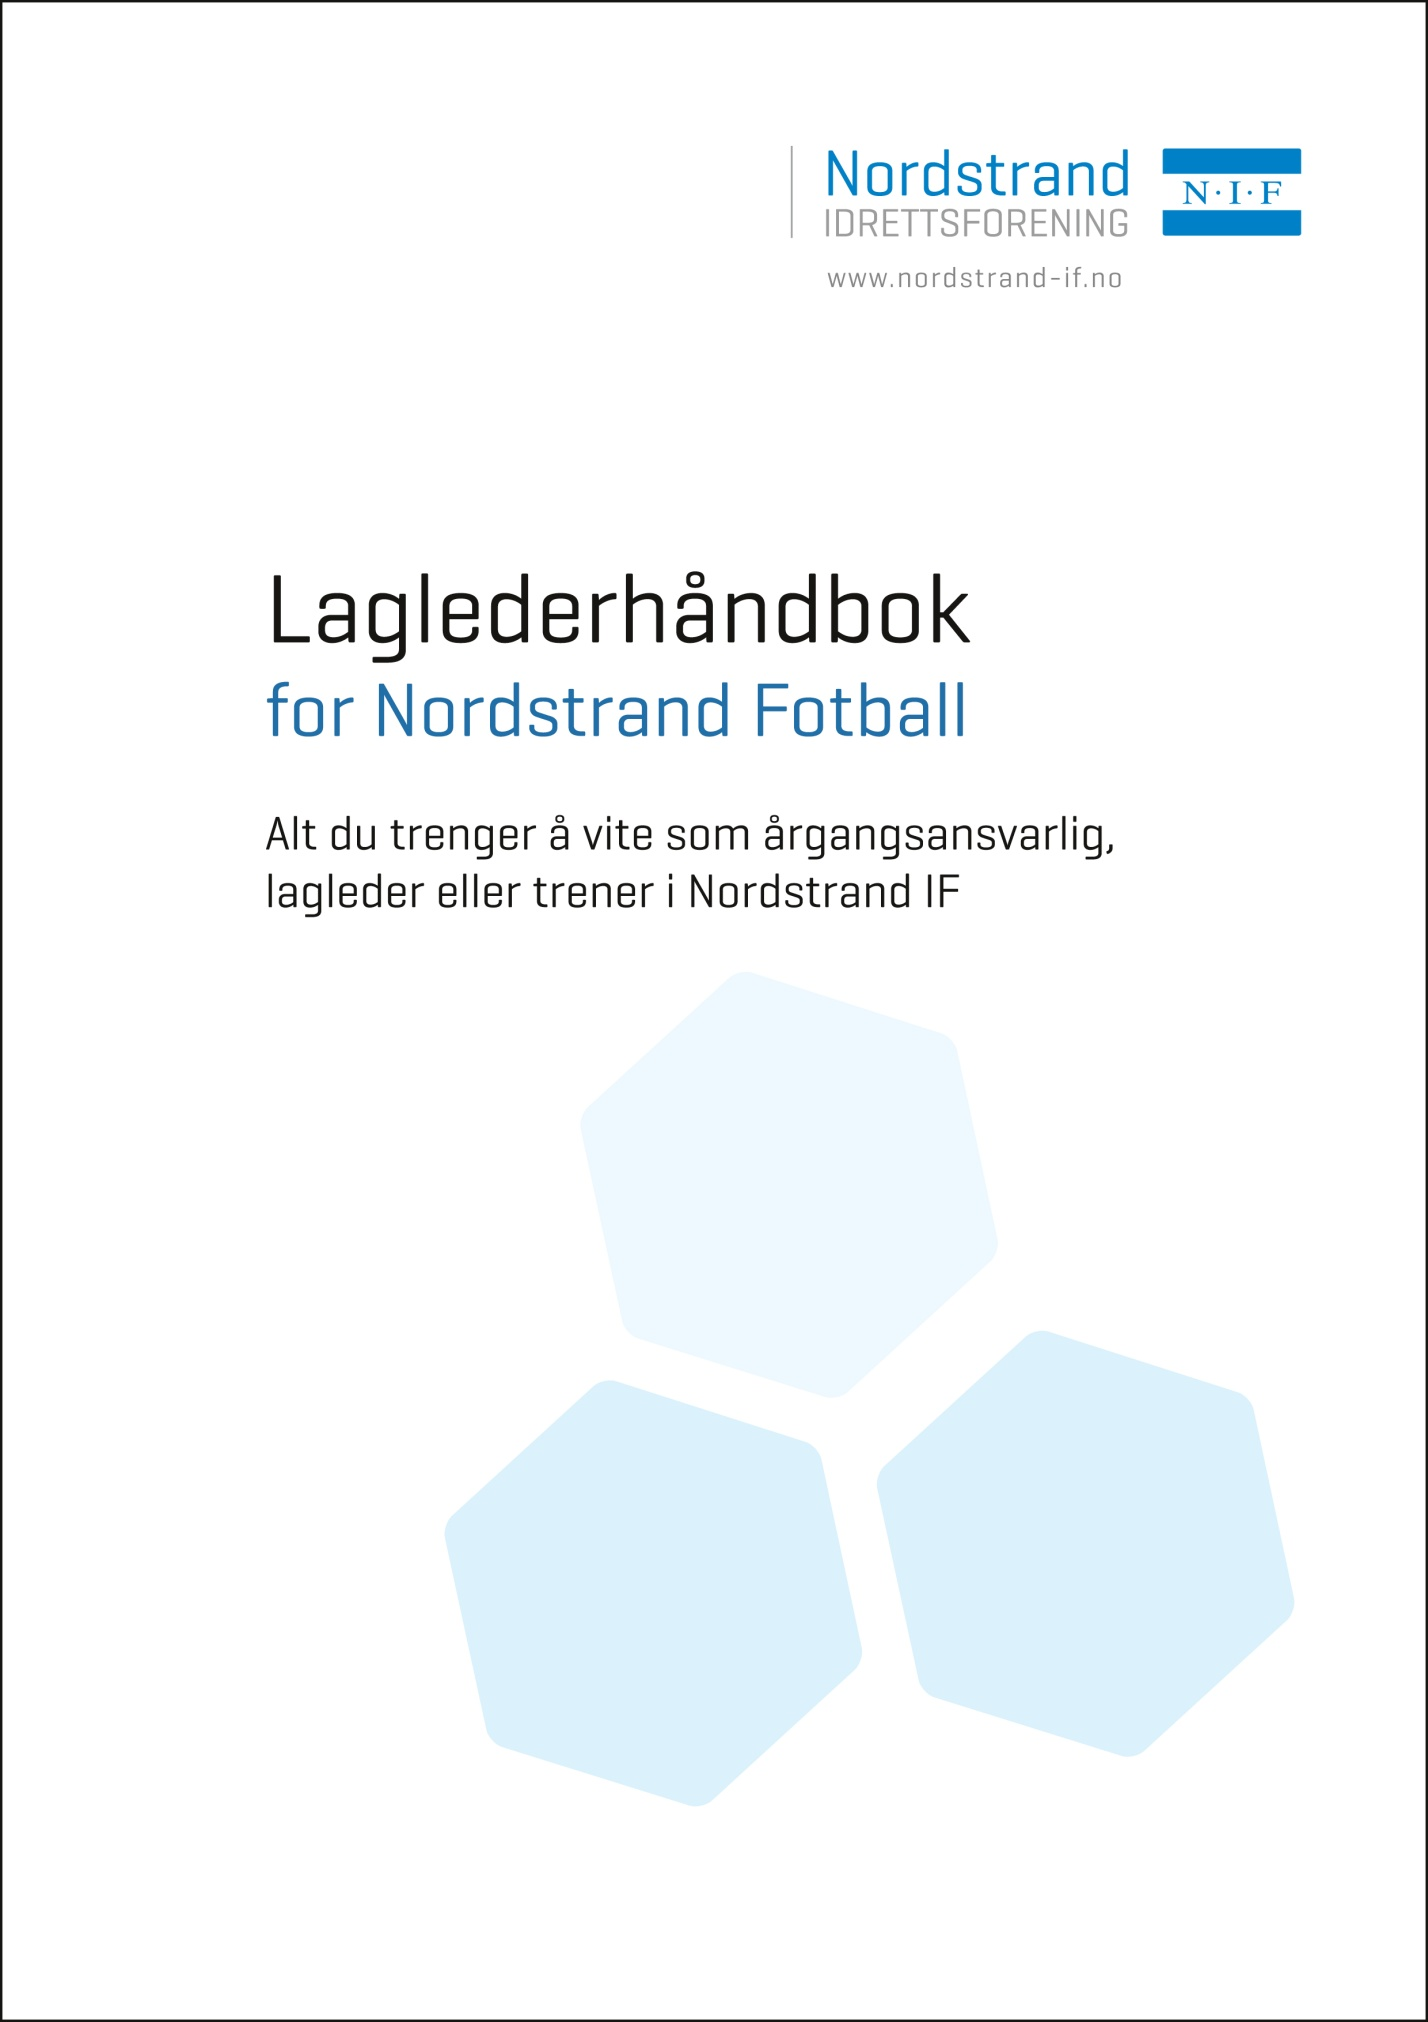 Nordstrand
IDRETTSFORENING
N·I·F
www.nordstrand-if.no
Laglederhåndbok
for Nordstrand Fotball
Alt du trenger å vite som årgangsansvarlig,
lagleder eller trener i Nordstrand IF